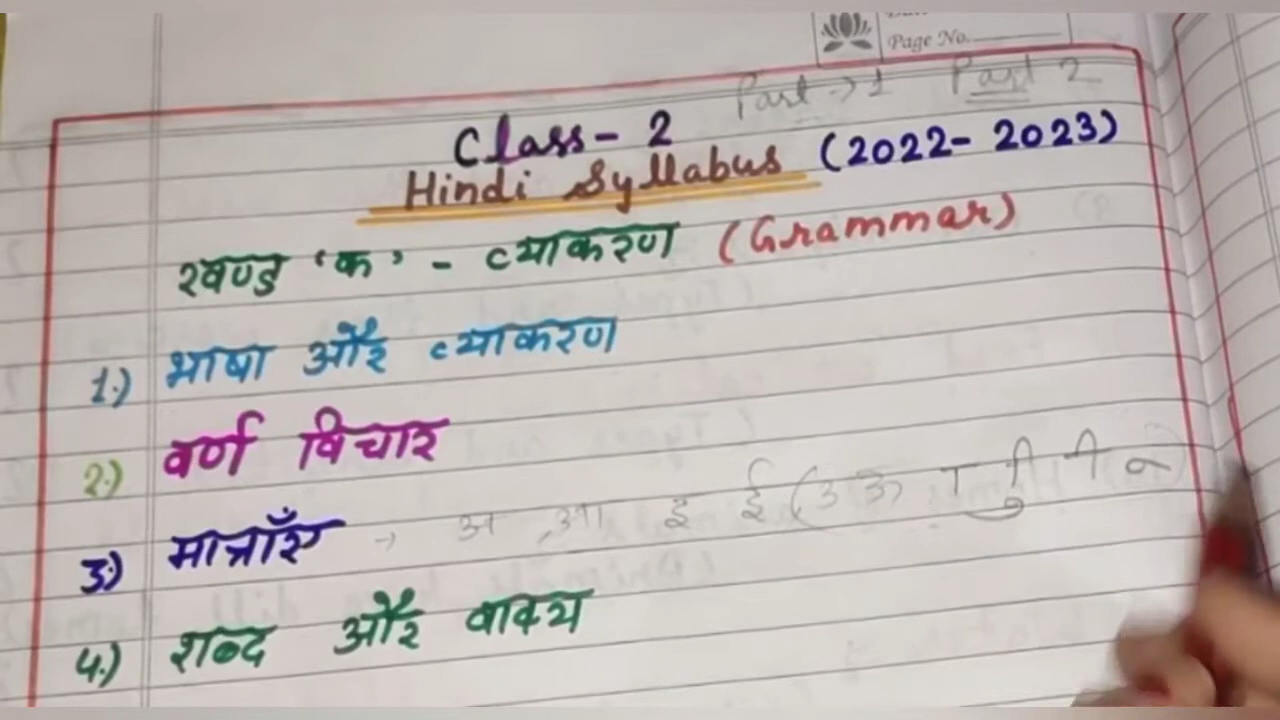 Page No.
Part → 1 Part 2
Class - 2
Hindi Syllabus (2022- 2023)
खण्ड 'क' - व्याकरण (Grammar)
1.) भाषा और व्याकरण
2.) वर्ण विचार
3.) मात्राएँ → अ आ इ ई (उ ऊ) ा ि ी
4.) शब्द और वाक्य